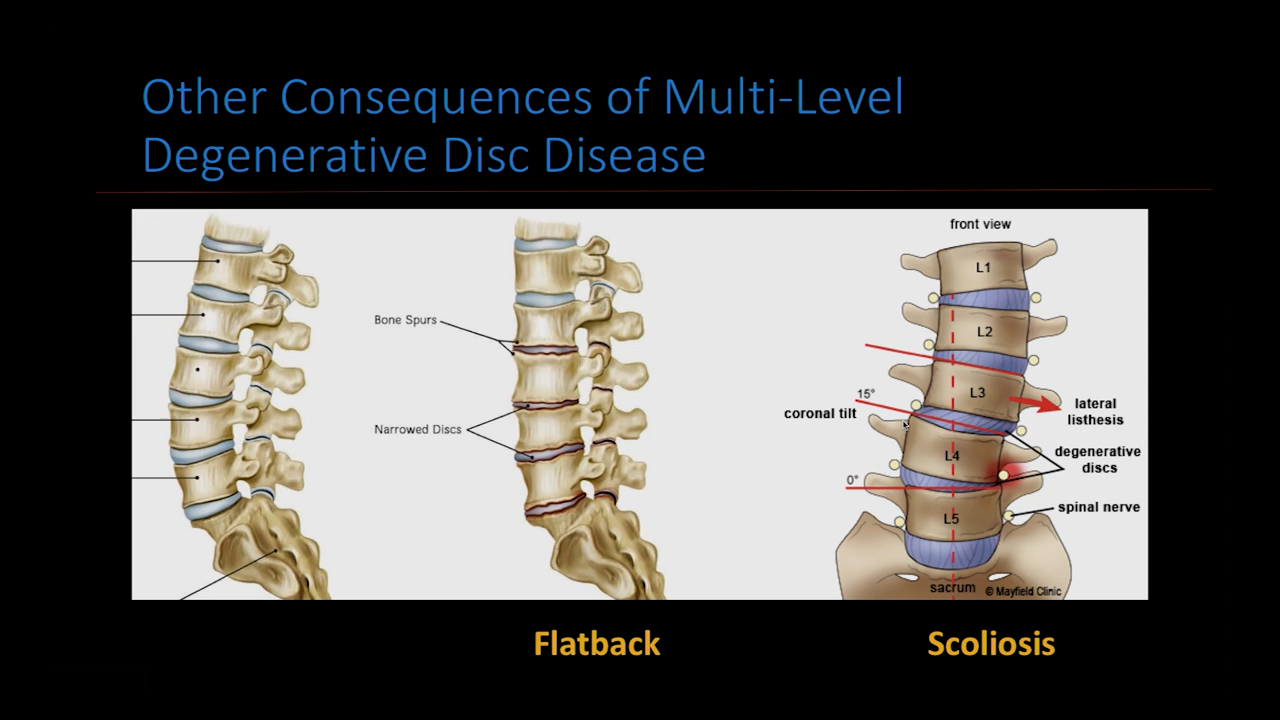 Other Consequences of Multi-Level
Degenerative Disc Disease
Bone Spurs
Narrowed Discs
front view
L1
L2
L3
15°
coronal tilt
lateral
listhesis
L4
degenerative
discs
0°
spinal nerve
L5
sacrum
© Mayfield Clinic
Flatback
Scoliosis